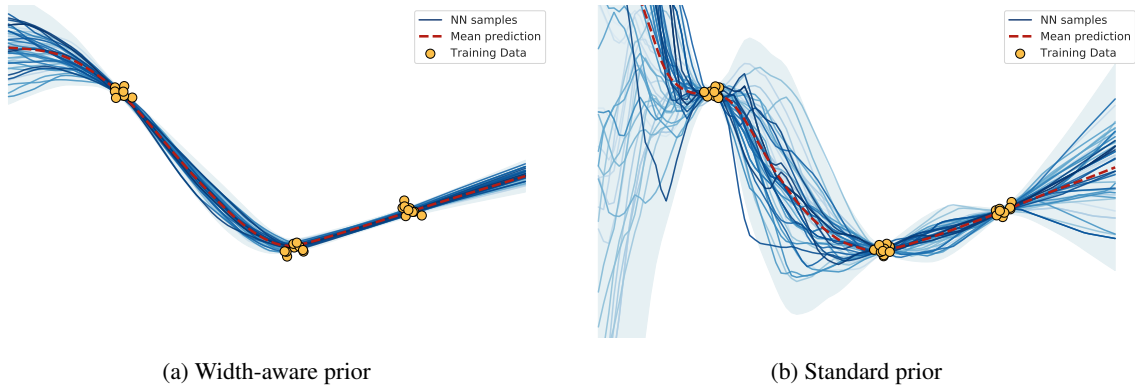 NN samples
Mean prediction
Training Data
NN samples
Mean prediction
Training Data
(a) Width-aware prior
(b) Standard prior